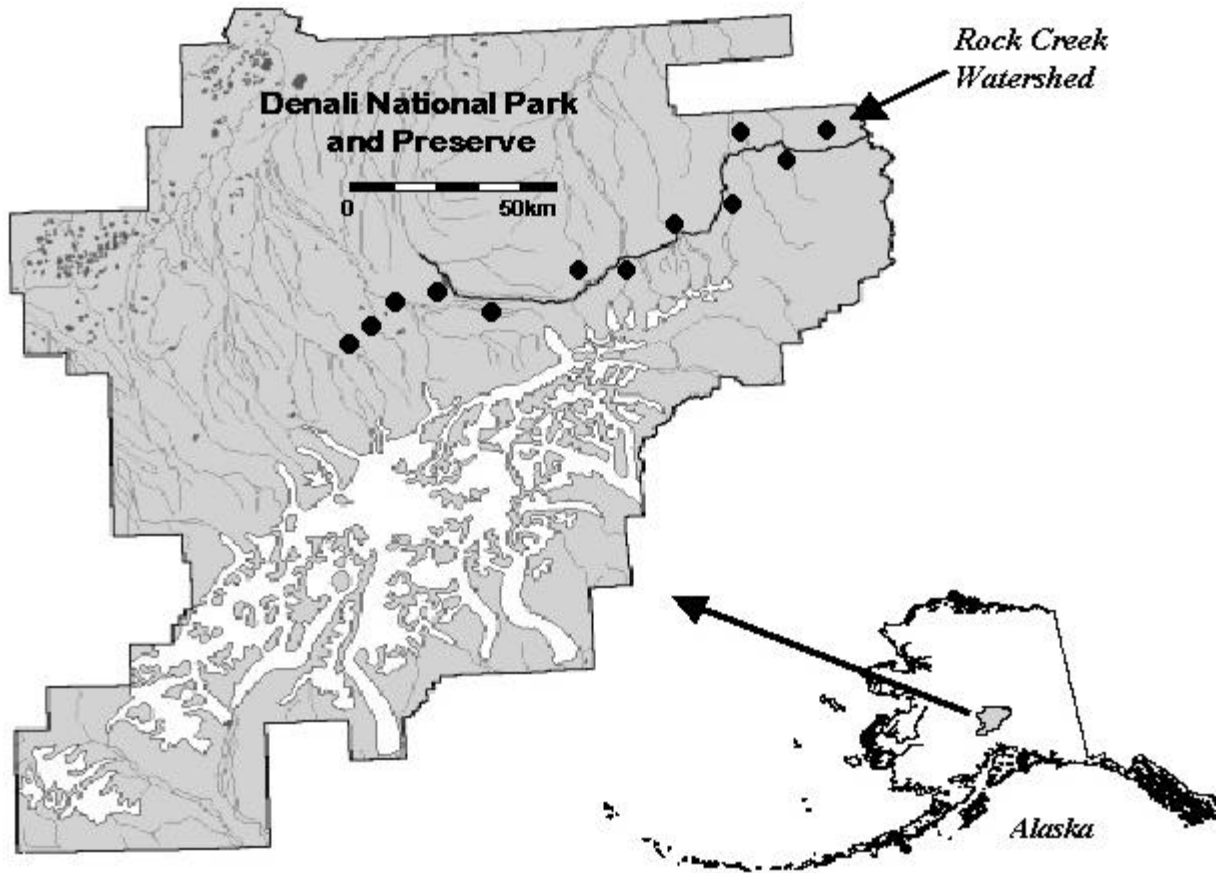 Rock Creek
Watershed
Denali National Park
and Preserve
0 50km
Alaska